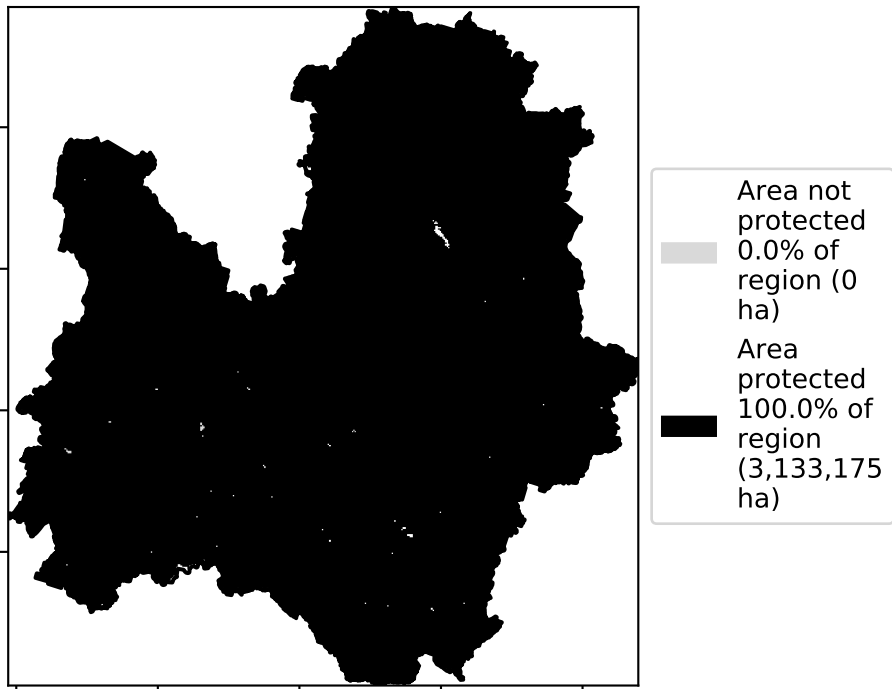 Area not
protected
0.0% of
region (0
ha)
Area
protected
100.0% of
region
(3,133,175
ha)